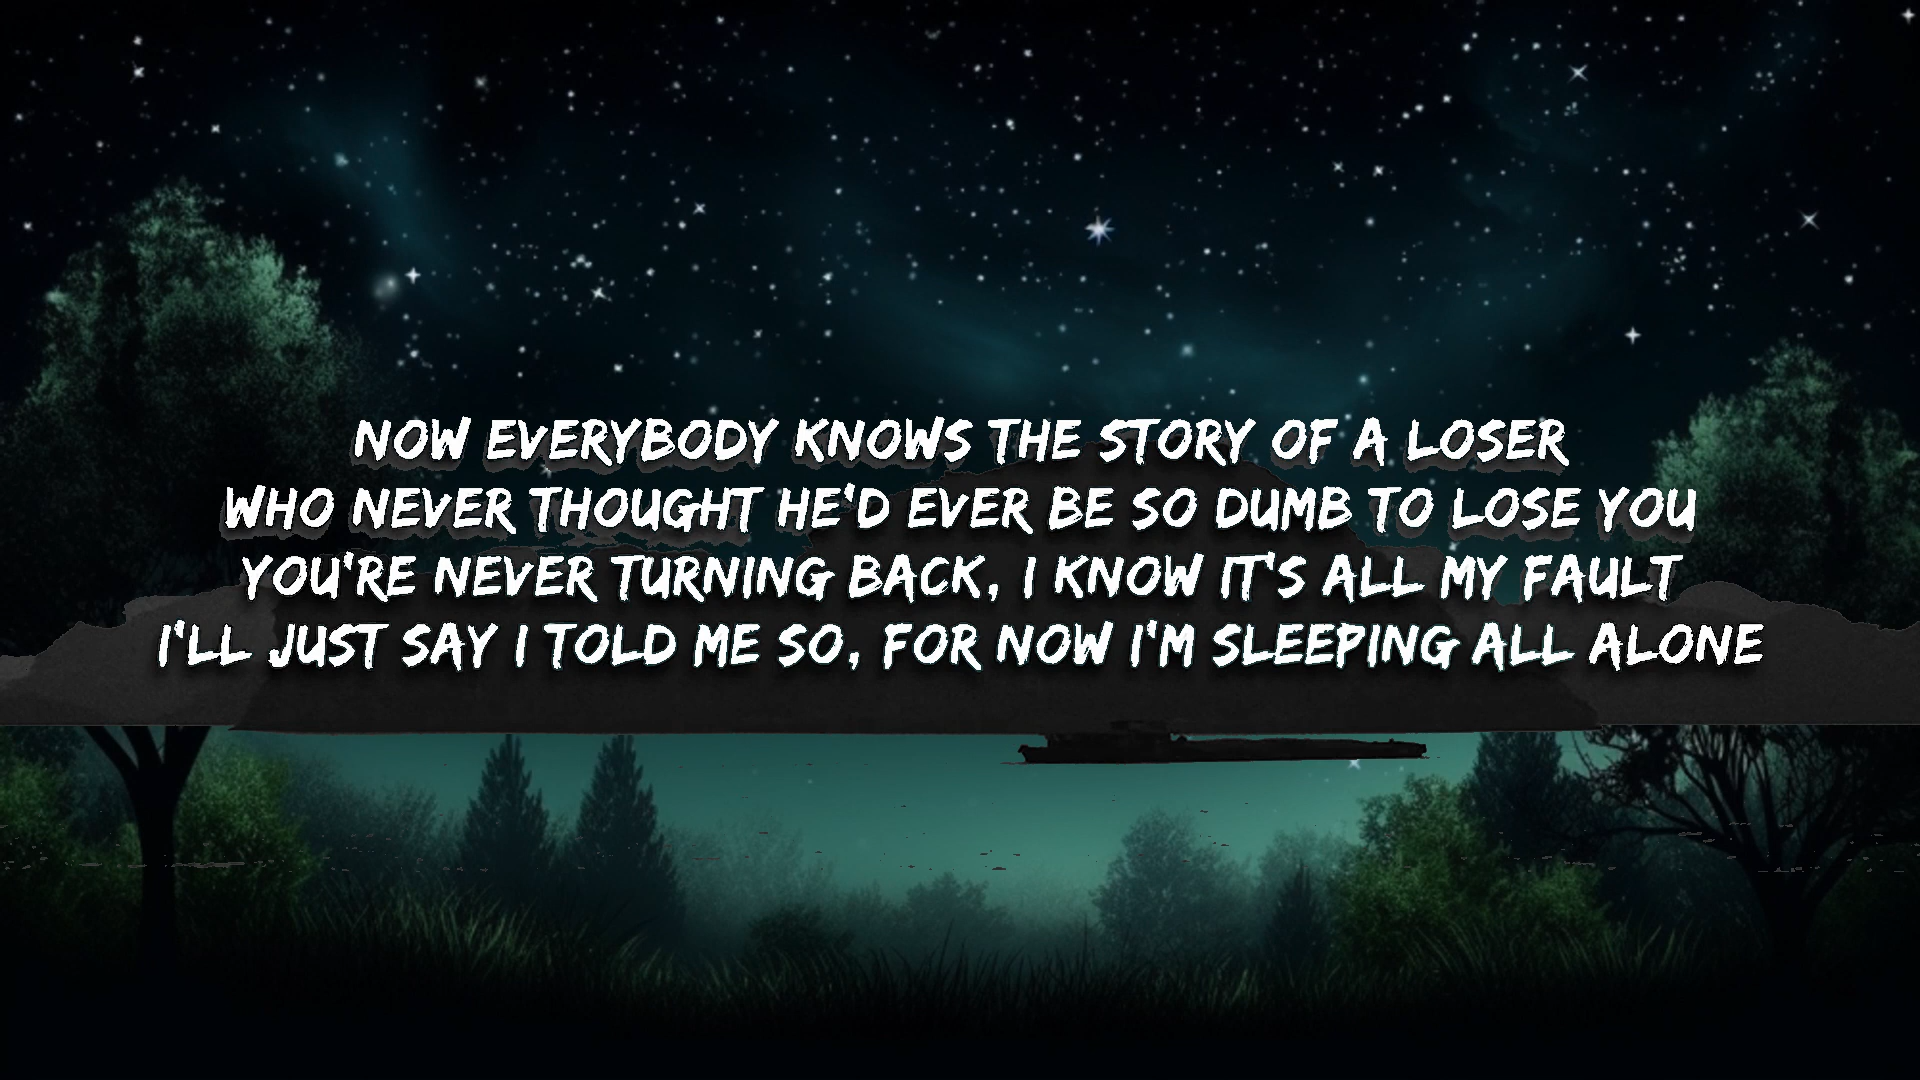 NOW EVERYBODY KNOWS THE STORY OF A LOSER
WHO NEVER THOUGHT HE'D EVER BE SO DUMB TO LOSE YOU
YOU'RE NEVER TURNING BACK, I KNOW IT'S ALL MY FAULT
I'LL JUST SAY I TOLD ME SO, FOR NOW I'M SLEEPING ALL ALONE